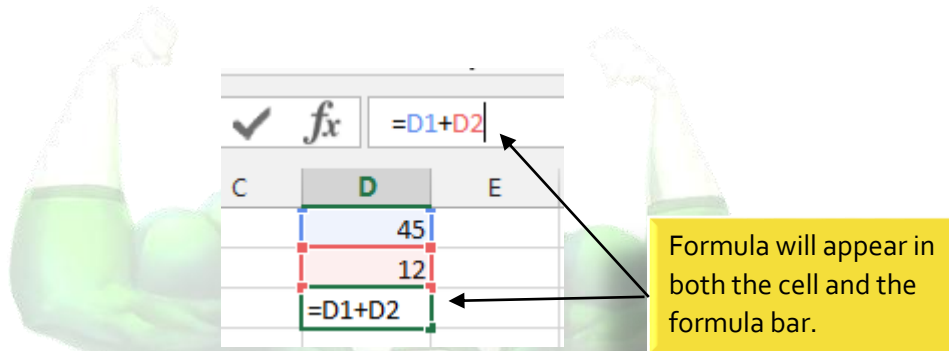 fx =D1+D2
C D E
45
12
=D1+D2
Formula will appear in
both the cell and the
formula bar.